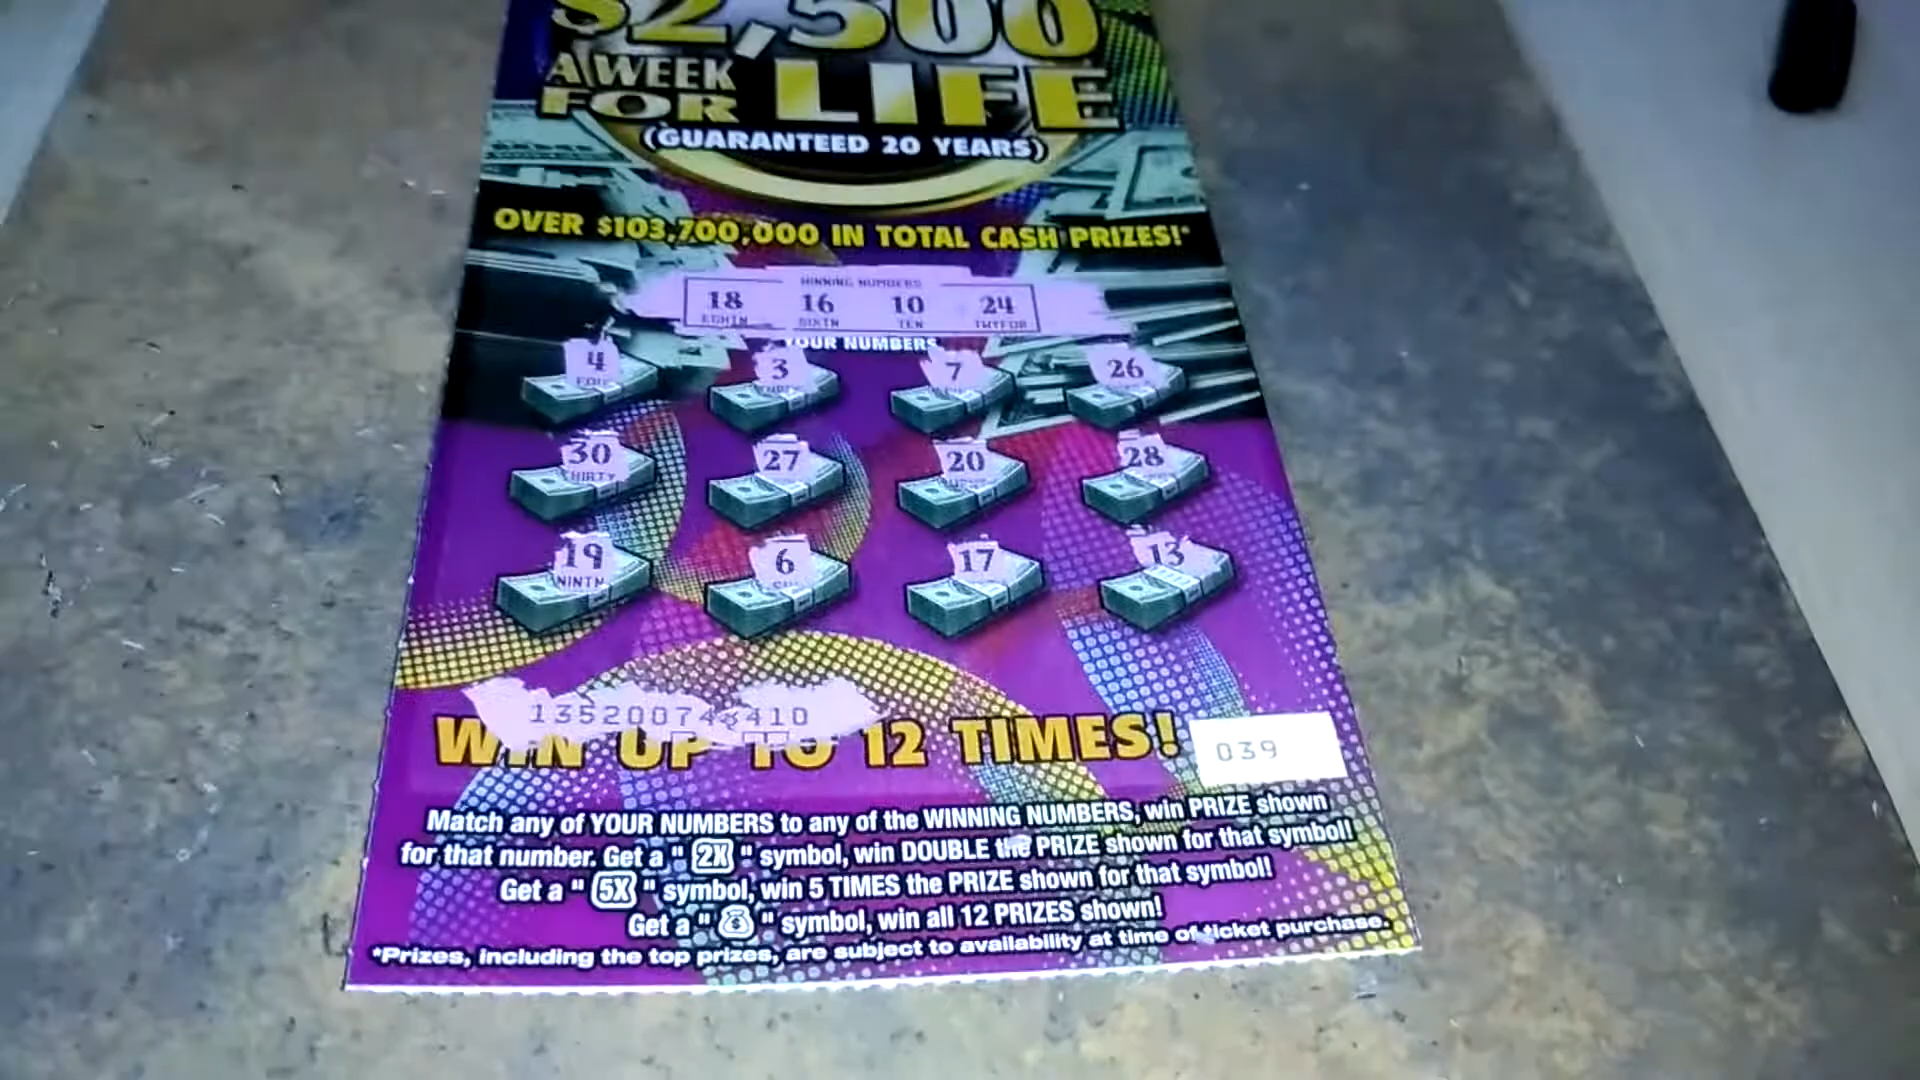 $2,500
A WEEK
FOR LIFE
(GUARANTEED 20 YEARS)
OVER $103,700,000 IN TOTAL CASH PRIZES!*
WINNING NUMBERS
18 16 10 24
SIXTN TEN TWYFOR
YOUR NUMBERS
4 3 7 26
30 27 20 28
THIRTY
19 6 17 13
NINTN
WIN UP TO 12 TIMES!
039
Match any of YOUR NUMBERS to any of the WINNING NUMBERS, win PRIZE shown
for that number. Get a "2X" symbol, win DOUBLE the PRIZE shown for that symbol!
Get a "5X" symbol, win 5 TIMES the PRIZE shown for that symbol!
Get a " " symbol, win all 12 PRIZES shown!
*Prizes, including the top prizes, are subject to availability at time of ticket purchase.